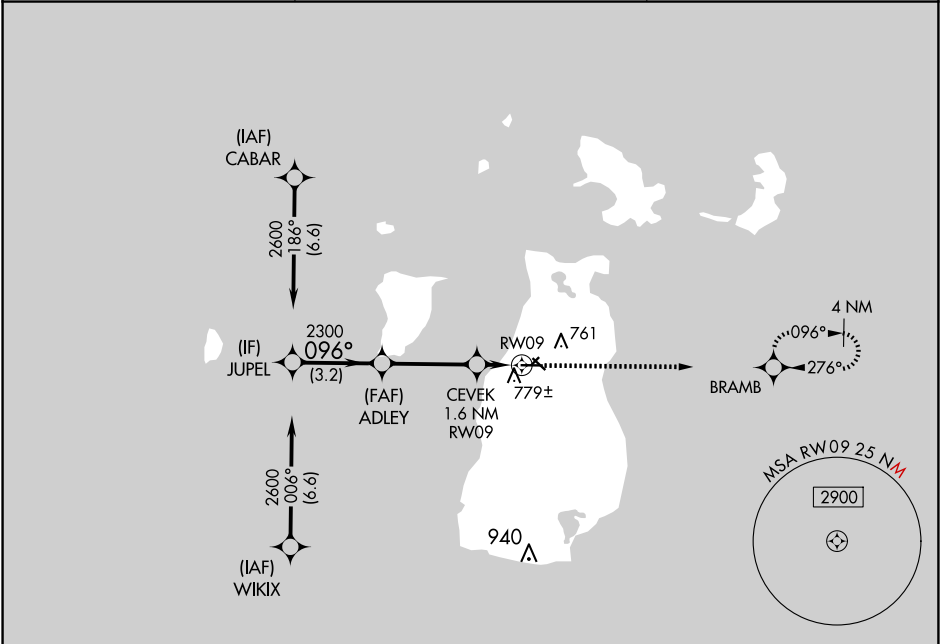 (IAF)
CABAR
2600
186°
(6.6)
4 NM
096°
276°
BRAMB
2300
096°
(3.2)
(IF)
JUPEL
(FAF)
ADLEY
CEVEK
1.6 NM
RW09
RW09
761
779±
2600
006°
(6.6)
(IAF)
WIKIX
940
MSA RW09 25 NM
2900